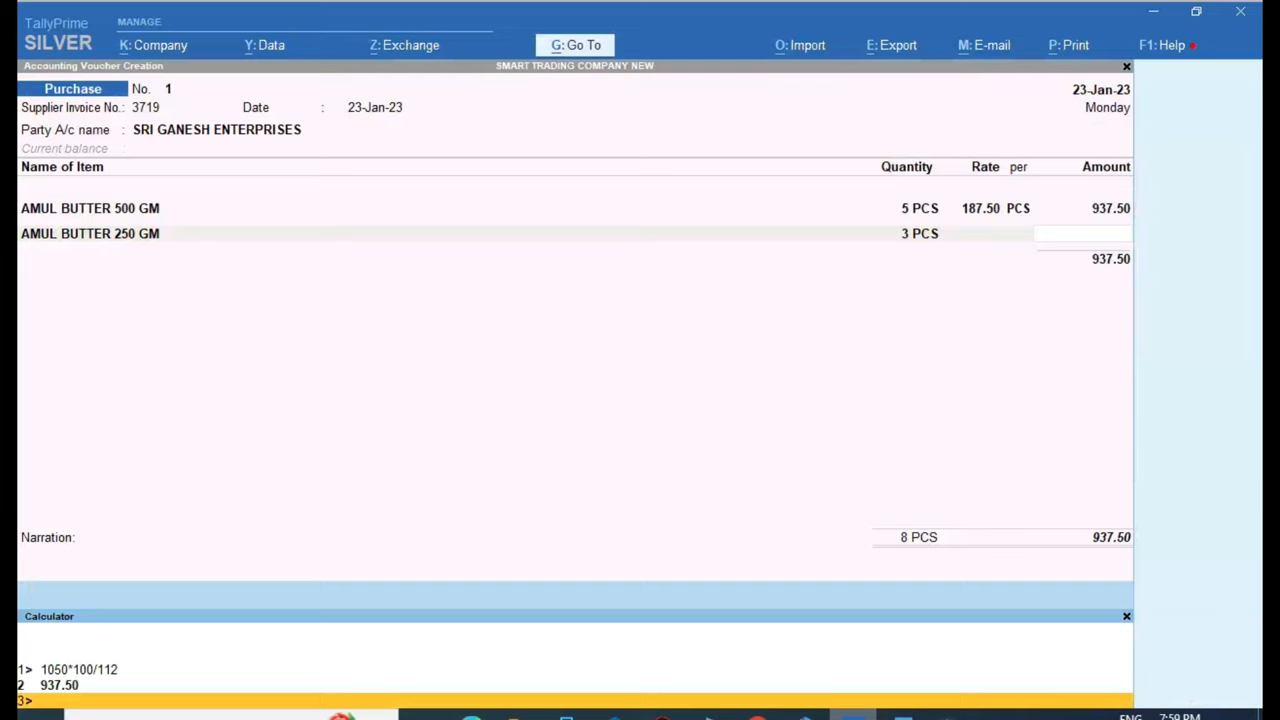 TallyPrime MANAGE
SILVER K: Company Y: Data Z: Exchange G: Go To O: Import E: Export M: E-mail P: Print F1: Help
Accounting Voucher Creation SMART TRADING COMPANY NEW x
Purchase No. 1 23-Jan-23
Supplier Invoice No.: 3719 Date : 23-Jan-23 Monday
Party A/c name : SRI GANESH ENTERPRISES
Current balance :
Name of Item Quantity Rate per Amount
AMUL BUTTER 500 GM 5 PCS 187.50 PCS 937.50
AMUL BUTTER 250 GM 3 PCS
937.50
Narration: 8 PCS 937.50
Calculator x
1> 1050*100/112
2 937.50
3>
ENG 7:59 PM